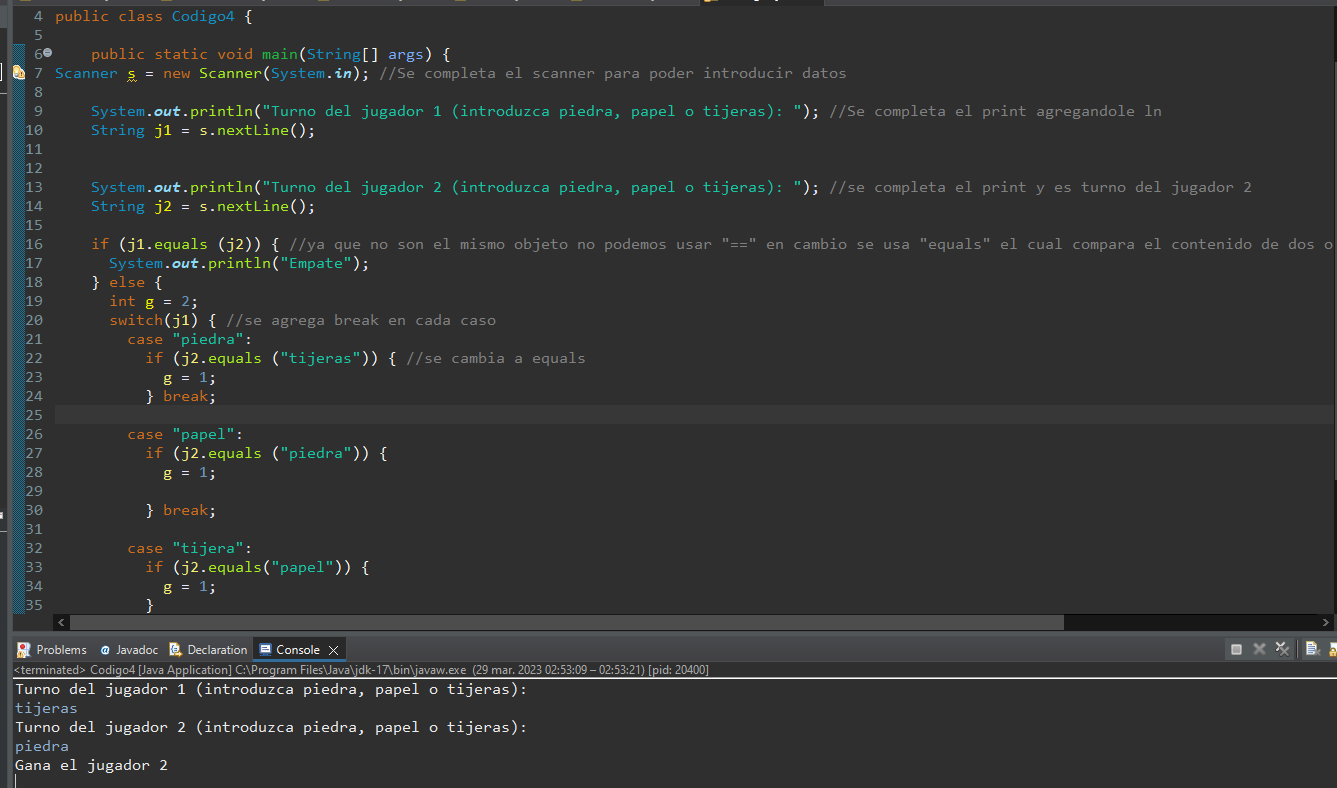 4 public class Codigo4 {
5
6 public static void main(String[] args) {
7 Scanner s = new Scanner(System.in); //Se completa el scanner para poder introducir datos
8
9 System.out.println("Turno del jugador 1 (introduzca piedra, papel o tijeras): "); //Se completa el print agregandole ln
10 String j1 = s.nextLine();
11
12
13 System.out.println("Turno del jugador 2 (introduzca piedra, papel o tijeras): "); //se completa el print y es turno del jugador 2
14 String j2 = s.nextLine();
15
16 if (j1.equals (j2)) { //ya que no son el mismo objeto no podemos usar "==" en cambio se usa "equals" el cual compara el contenido de dos o
17 System.out.println("Empate");
18 } else {
19 int g = 2;
20 switch(j1) { //se agrega break en cada caso
21 case "piedra":
22 if (j2.equals ("tijeras")) { //se cambia a equals
23 g = 1;
24 } break;
25
26 case "papel":
27 if (j2.equals ("piedra")) {
28 g = 1;
29
30 } break;
31
32 case "tijera":
33 if (j2.equals("papel")) {
34 g = 1;
35 }
Problems Javadoc Declaration Console
<terminated> Codigo4 [Java Application] C:\Program Files\Java\jdk-17\bin\javaw.exe (29 mar. 2023 02:53:09 – 02:53:21) [pid: 20400]
Turno del jugador 1 (introduzca piedra, papel o tijeras):
tijeras
Turno del jugador 2 (introduzca piedra, papel o tijeras):
piedra
Gana el jugador 2